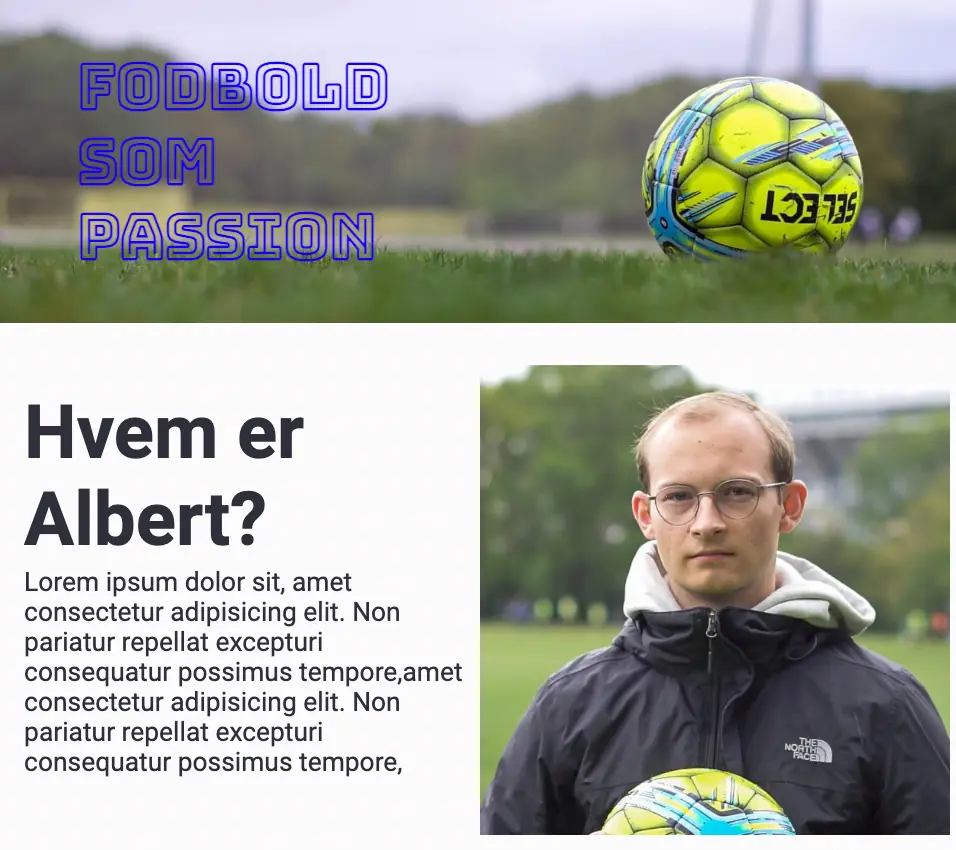 FODBOLD
SOM
PASSION
SELECT
Hvem er
Albert?
Lorem ipsum dolor sit, amet
consectetur adipisicing elit. Non
pariatur repellat excepturi
consequatur possimus tempore,amet
consectetur adipisicing elit. Non
pariatur repellat excepturi
consequatur possimus tempore,
THE
NORTH
FACE